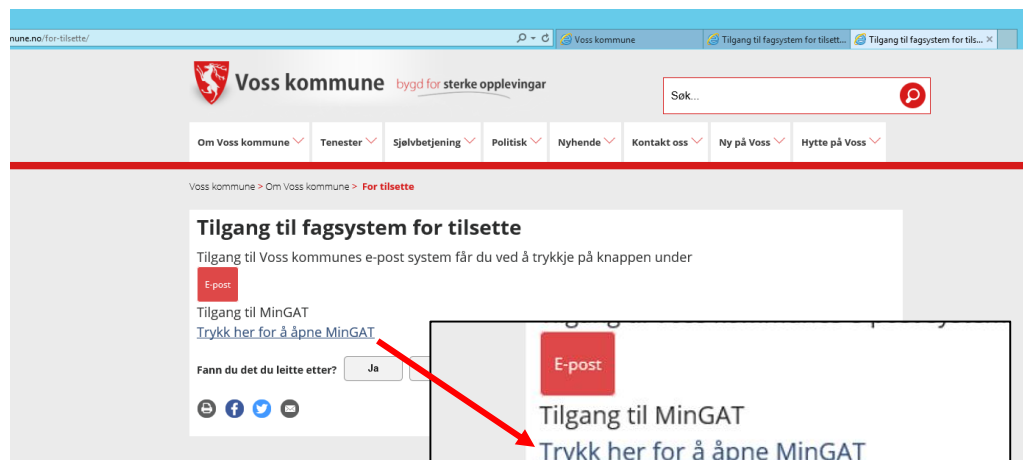 nune.no/for-tilsette/
Voss kommune
Tilgang til fagsystem for tilsett...
Tilgang til fagsystem for tils...
Voss kommune
bygd for sterke opplevingar
Søk...
Om Voss kommune
Tenester
Sjølvbetjening
Politisk
Nyhende
Kontakt oss
Ny på Voss
Hytte på Voss
Voss kommune > Om Voss kommune > For tilsette
Tilgang til fagsystem for tilsette
Tilgang til Voss kommunes e-post system får du ved å trykkje på knappen under
E-post
Tilgang til MinGAT
Trykk her for å åpne MinGAT
Fann du det du leitte etter?
Ja
E-post
Tilgang til MinGAT
Trykk her for å åpne MinGAT